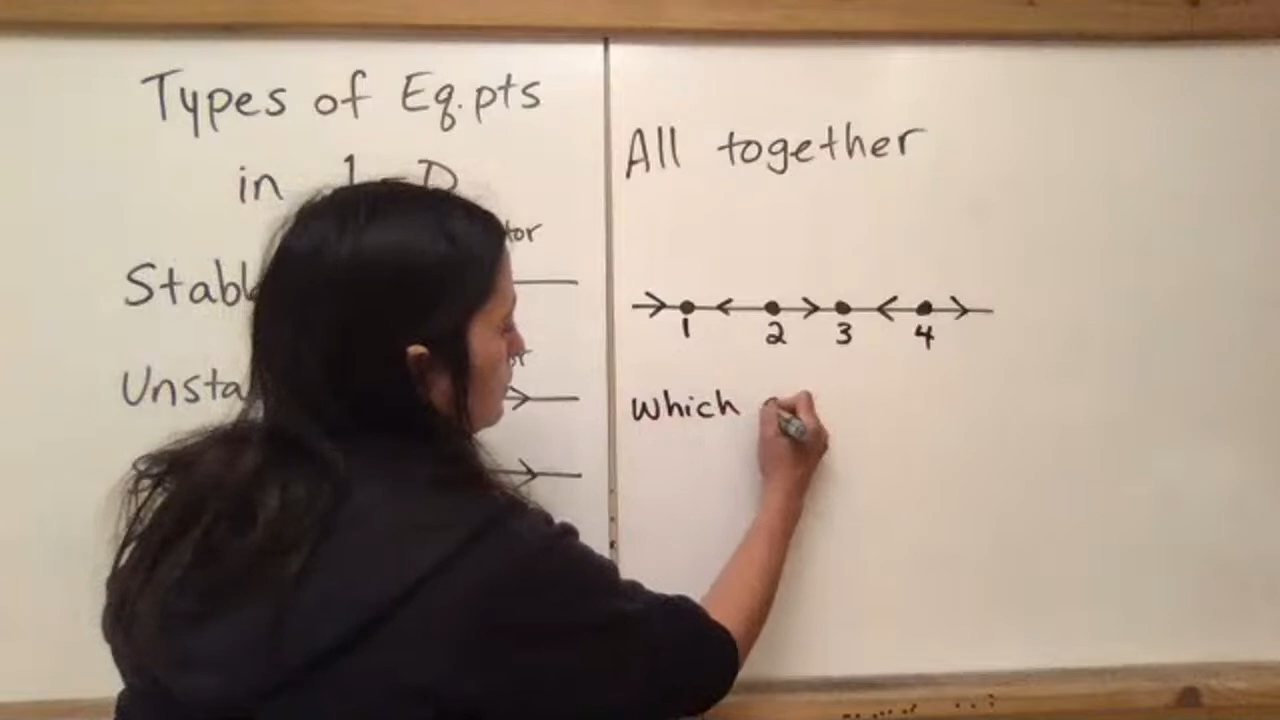 Types of Eq.pts
in 1-D
Stabl
Unsta
All together
1 2 3 4
Which